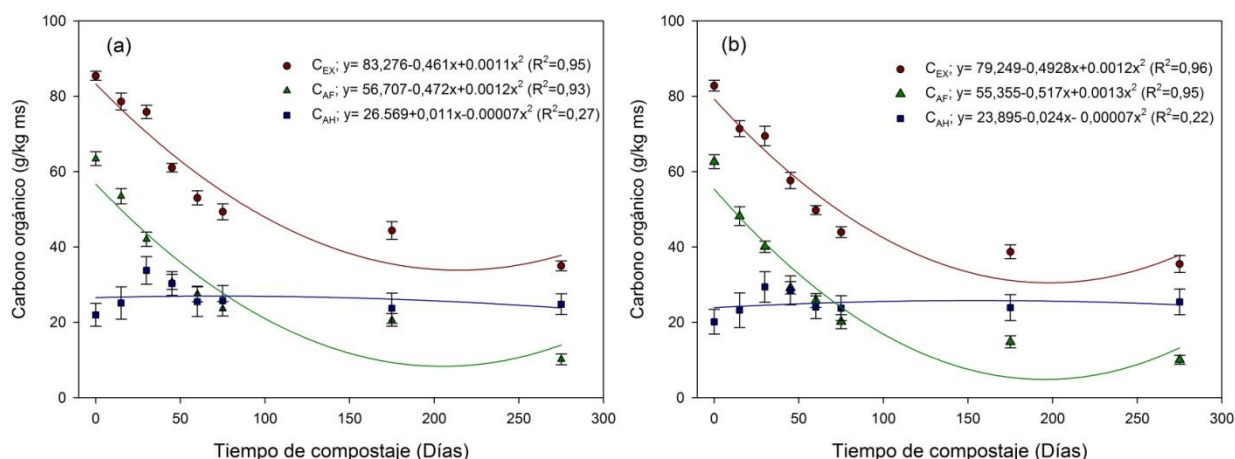 (a)
C_EX; y= 83,276-0,461x+0.0011x² (R²=0,95)
C_AF; y= 56,707-0,472x+0.0012x² (R²=0,93)
C_AH; y= 26.569+0,011x-0.00007x² (R²=0,27)
Carbono orgánico (g/kg ms)
100
80
60
40
20
0
0 50 100 150 200 250 300
Tiempo de compostaje (Días)
(b)
C_EX; y= 79,249-0,4928x+0.0012x² (R²=0,96)
C_AF; y= 55,355-0,517x+0.0013x² (R²=0,95)
C_AH; y= 23,895-0,024x- 0,00007x² (R²=0,22)
Carbono orgánico (g/kg ms)
100
80
60
40
20
0
0 50 100 150 200 250 300
Tiempo de compostaje (Días)